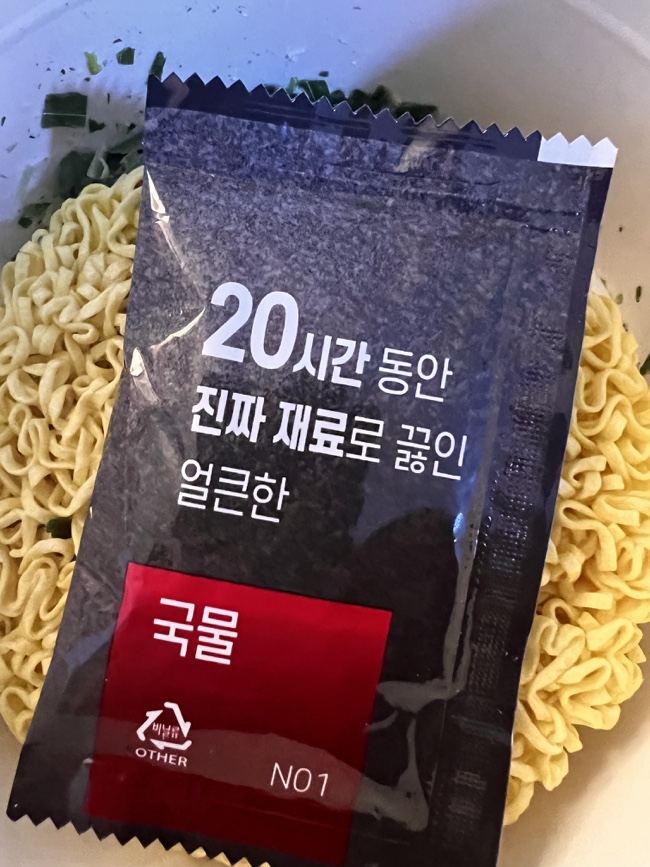 20시간 동안
진짜 재료로 끓인
얼큰한
국물
비닐류
OTHER
NO1